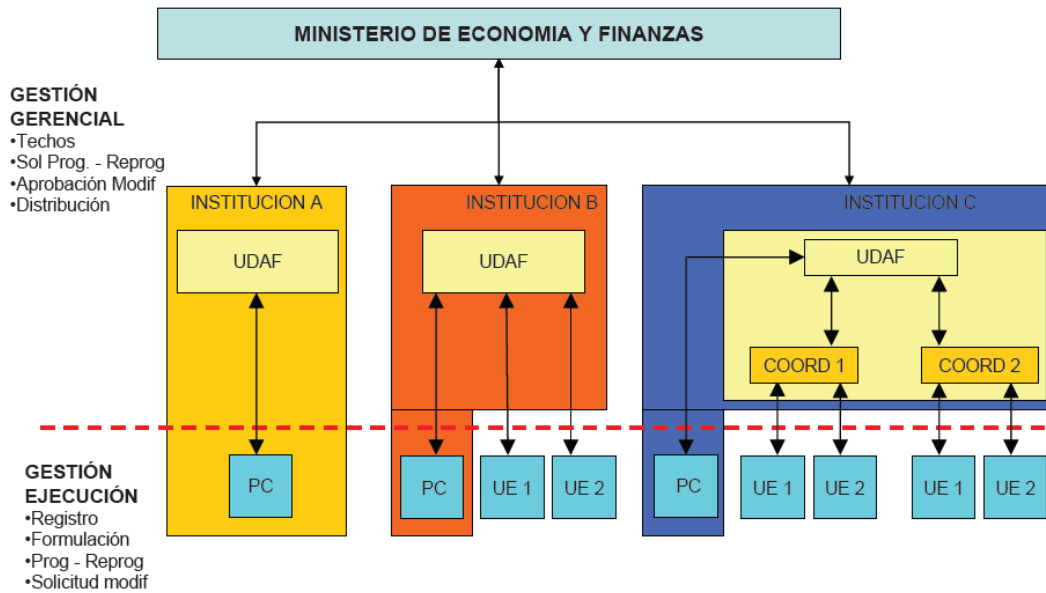 MINISTERIO DE ECONOMIA Y FINANZAS
GESTIÓN
GERENCIAL
•Techos
•Sol Prog. - Reprog
•Aprobación Modif
•Distribución
INSTITUCION A
INSTITUCION B
INSTITUCION C
UDAF
UDAF
UDAF
COORD 1
COORD 2
GESTIÓN
EJECUCIÓN
•Registro
•Formulación
•Prog - Reprog
•Solicitud modif
PC
PC
UE 1
UE 2
PC
UE 1
UE 2
UE 1
UE 2